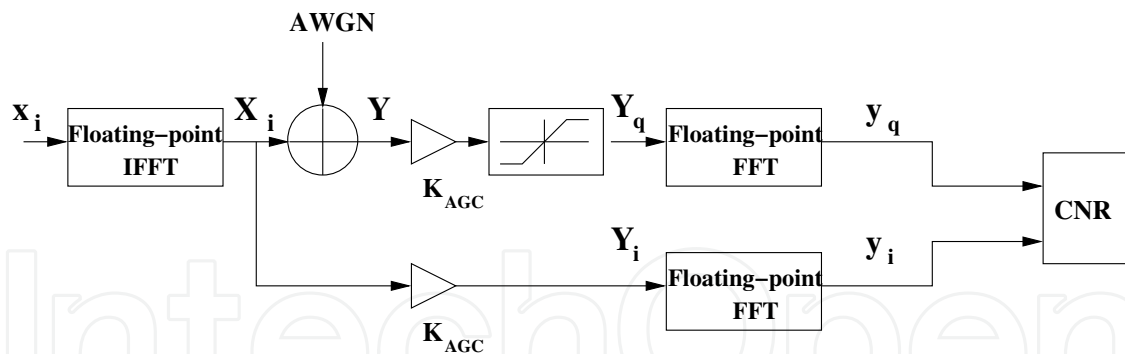 AWGN
x i
Floating-point
IFFT
X i
Y
K AGC
Y q
Floating-point
FFT
y q
CNR
K AGC
Y i
Floating-point
FFT
y i
IntechOpen